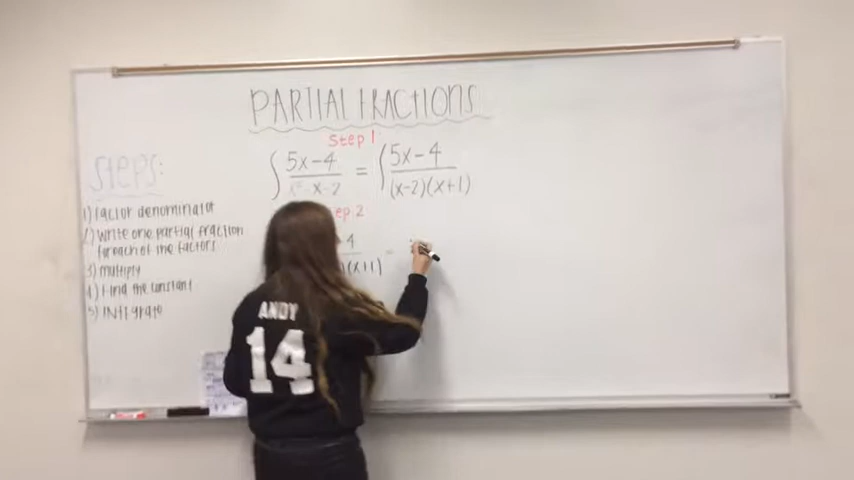 PARTIAL FRACTIONS
Step 1
∫ 5x-4 / x²-x-2 = ∫ 5x-4 / (x-2)(x+1)
STEPS:
1) Factor denominator
2) Write one partial fraction
for each of the factors
3) multiply
4) Find the constant
5) INTEGRATE
ep 2
4 / (x+1) =
ANDY
14